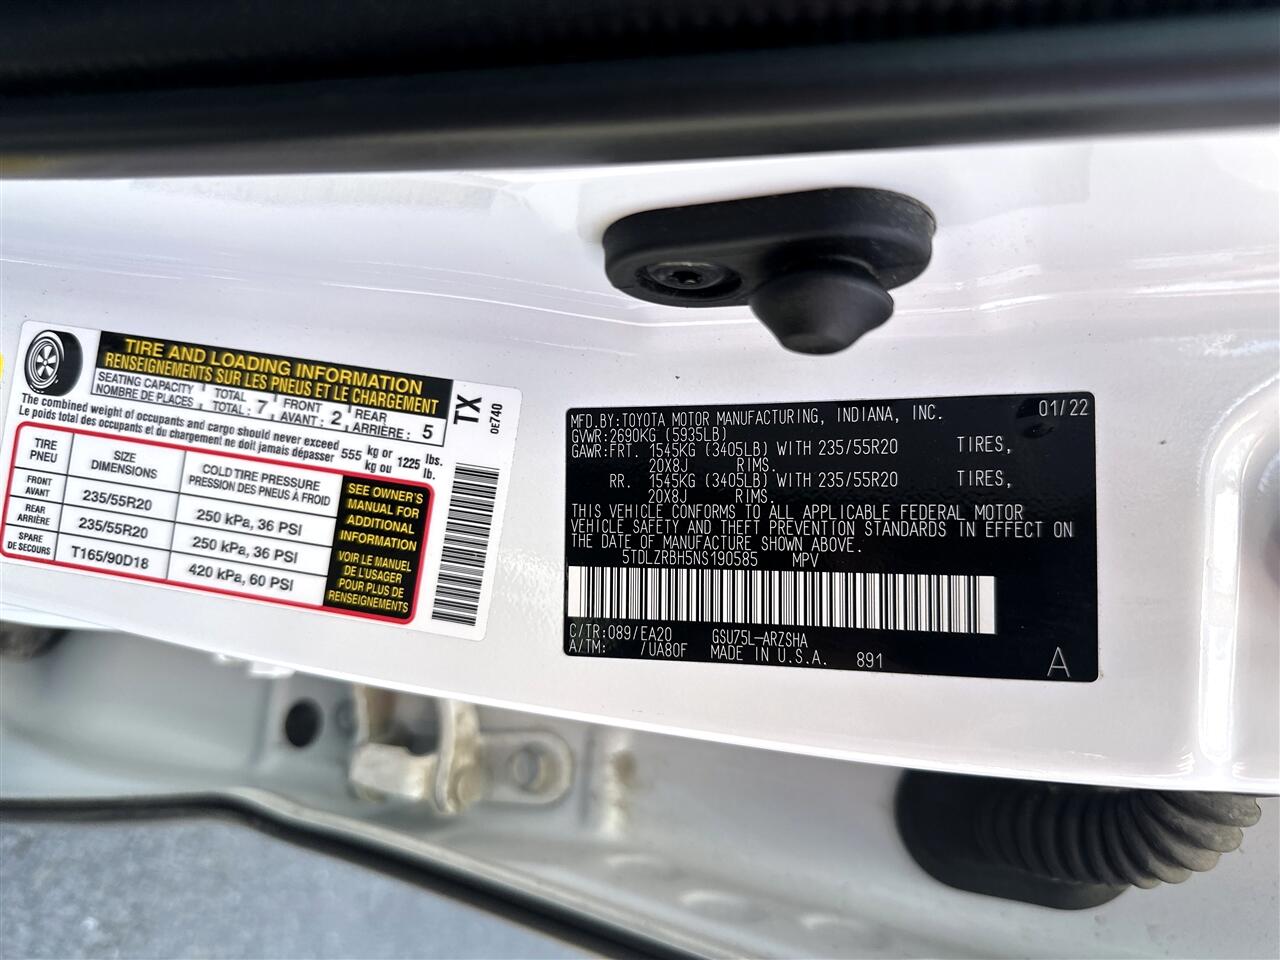 TIRE AND LOADING INFORMATION
RENSEIGNEMENTS SUR LES PNEUS ET LE CHARGEMENT
SEATING CAPACITY TOTAL 7 FRONT 2 REAR 5
NOMBRE DE PLACES TOTAL : AVANT : ARRIÈRE :
The combined weight of occupants and cargo should never exceed 555 kg or 1225 lbs.
Le poids total des occupants et du chargement ne doit jamais dépasser kg ou lb.
TIRE SIZE COLD TIRE PRESSURE
PNEU DIMENSIONS PRESSION DES PNEUS À FROID
FRONT
AVANT 235/55R20 250 kPa, 36 PSI
REAR
ARRIÈRE 235/55R20 250 kPa, 36 PSI
SPARE
DE SECOURS T165/90D18 420 kPa, 60 PSI
SEE OWNER'S
MANUAL FOR
ADDITIONAL
INFORMATION
VOIR LE MANUEL
DE L'USAGER
POUR PLUS DE
RENSEIGNEMENTS
TX
0E740
MFD.BY:TOYOTA MOTOR MANUFACTURING, INDIANA, INC. 01/22
GVWR:2690KG (5935LB)
GAWR:FRT. 1545KG (3405LB) WITH 235/55R20 TIRES,
20X8J RIMS.
RR. 1545KG (3405LB) WITH 235/55R20 TIRES,
20X8J RIMS.
THIS VEHICLE CONFORMS TO ALL APPLICABLE FEDERAL MOTOR
VEHICLE SAFETY AND THEFT PREVENTION STANDARDS IN EFFECT ON
THE DATE OF MANUFACTURE SHOWN ABOVE.
5TDLZRBH5NS190585 MPV
C/TR:089/EA20 GSU75L-ARZSHA
A/TM: /UA80F MADE IN U.S.A. 891 A